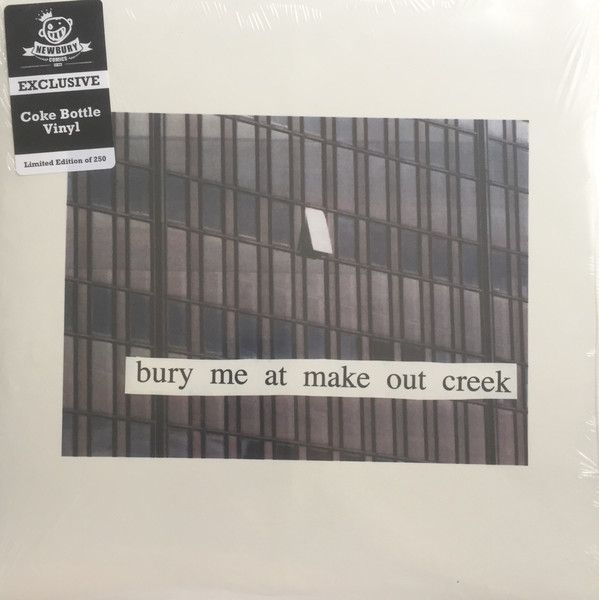 NEWBURY
COMICS
EXCLUSIVE
Coke Bottle
Vinyl
Limited Edition of 250
bury me at make out creek